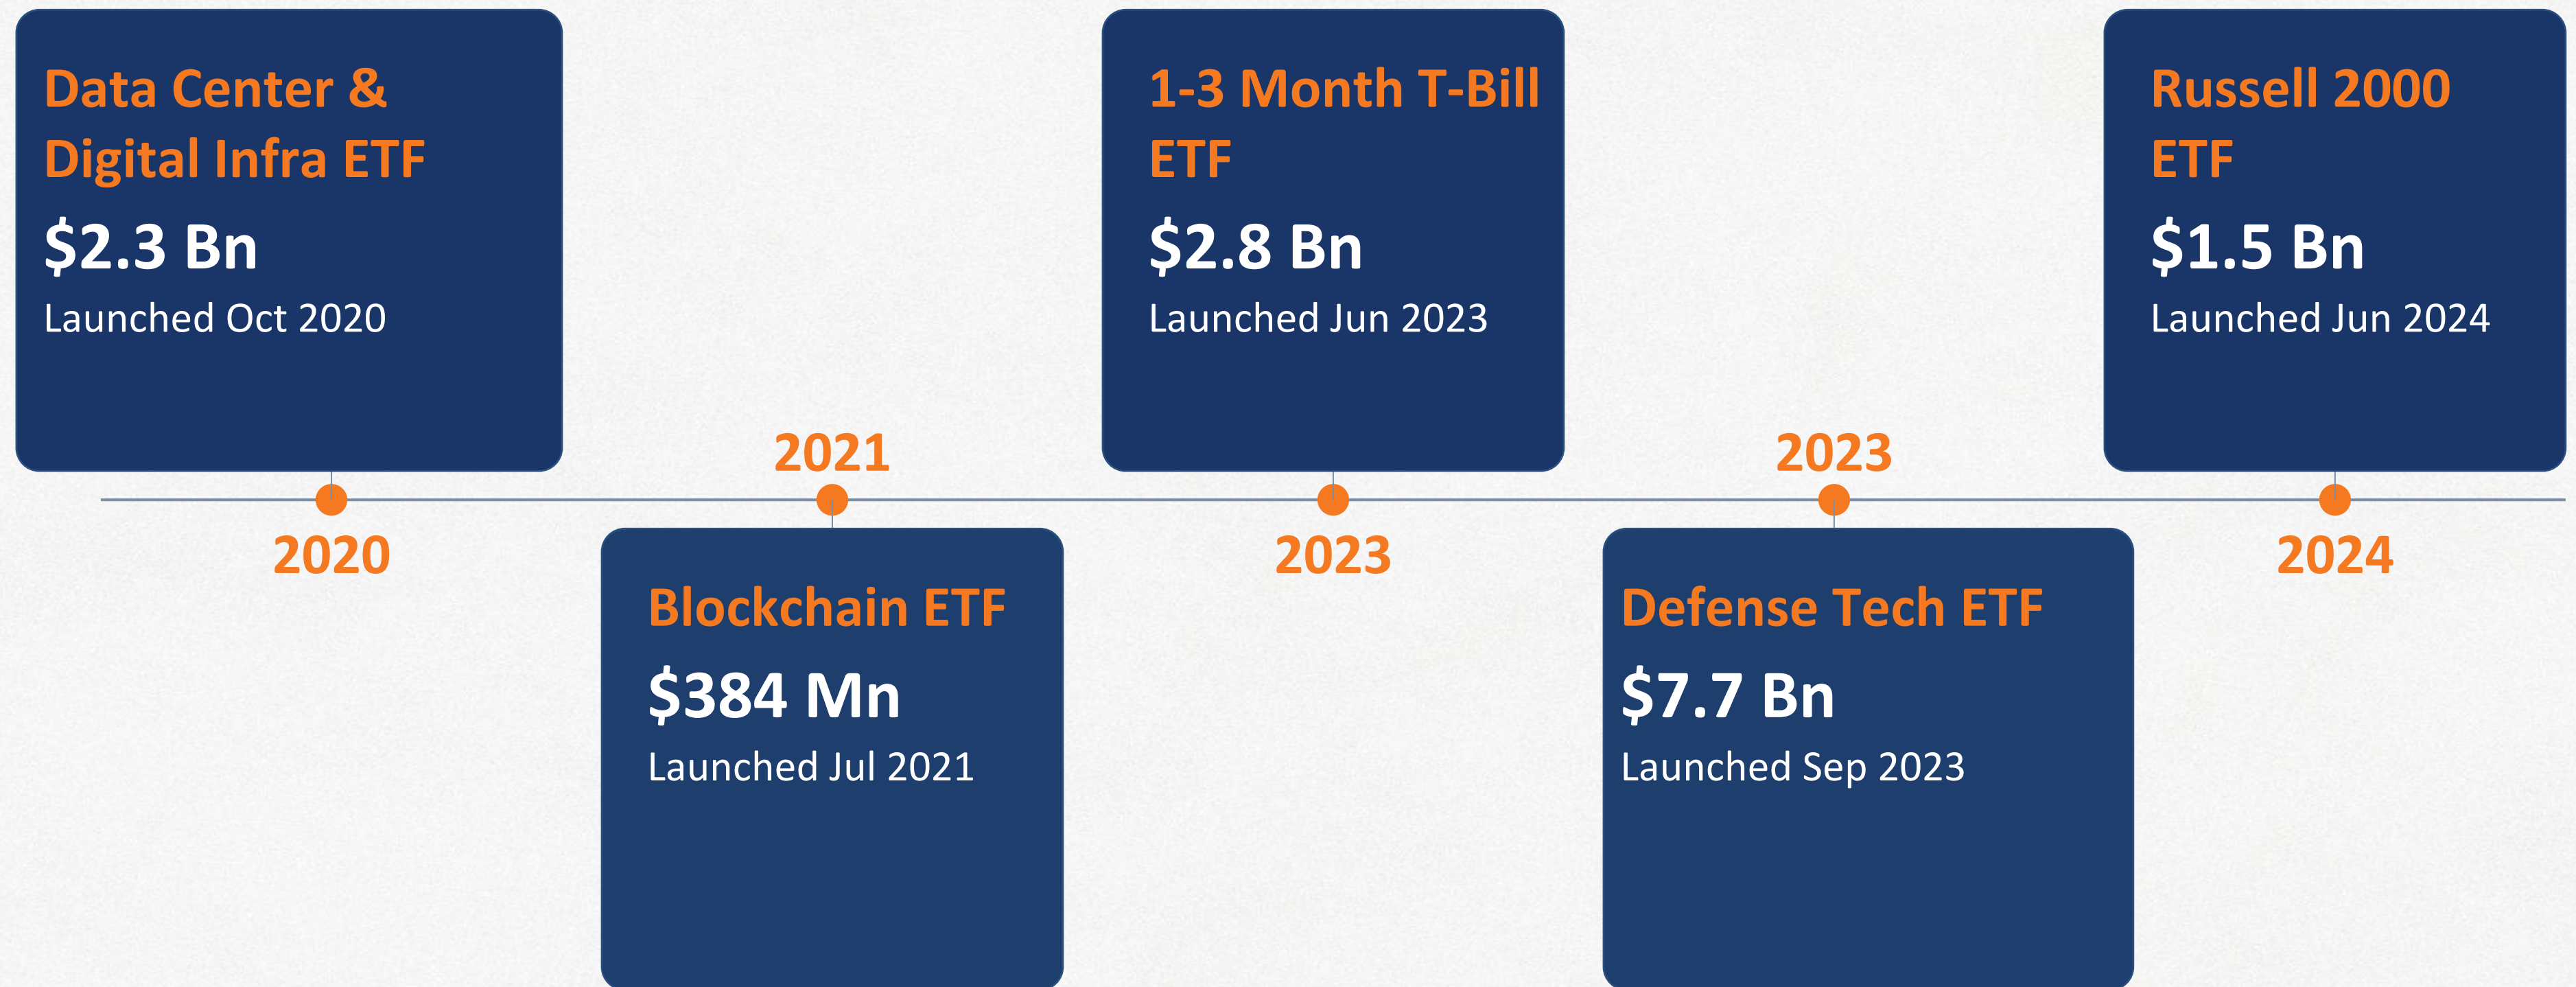 Data Center &
Digital Infra ETF
$2.3 Bn
Launched Oct 2020
2020
2021
Blockchain ETF
$384 Mn
Launched Jul 2021
1-3 Month T-Bill
ETF
$2.8 Bn
Launched Jun 2023
2023
2023
Defense Tech ETF
$7.7 Bn
Launched Sep 2023
Russell 2000
ETF
$1.5 Bn
Launched Jun 2024
2024